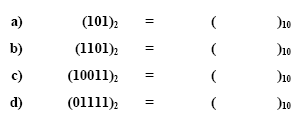 a) (101)₂ = ( )₁₀
b) (1101)₂ = ( )₁₀
c) (10011)₂ = ( )₁₀
d) (01111)₂ = ( )₁₀